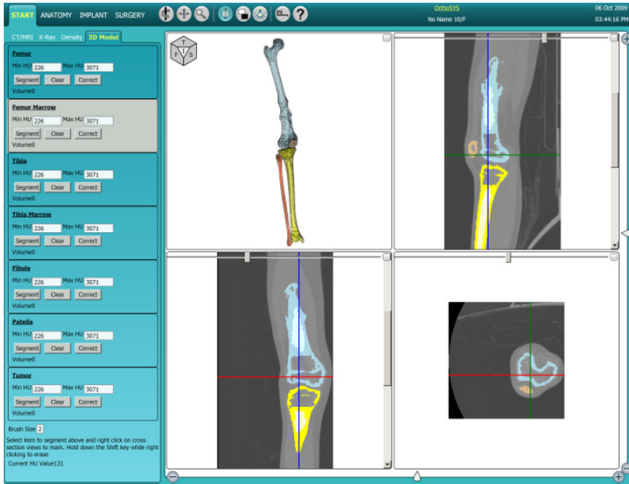 START ANATOMY IMPLANT SURGERY
OrthoSYS
No Name 10/F
06 Oct 2009
03:44:16 PM
CT/MRI X-Ray Density 3D Model
Femur
Min HU 226 Max HU 3071
Segment Clear Correct
Volume0
Femur Marrow
Min HU 226 Max HU 3071
Segment Clear Correct
Volume0
Tibia
Min HU 226 Max HU 3071
Segment Clear Correct
Volume0
Tibia Marrow
Min HU 226 Max HU 3071
Segment Clear Correct
Volume0
Fibula
Min HU 226 Max HU 3071
Segment Clear Correct
Volume0
Patella
Min HU 226 Max HU 3071
Segment Clear Correct
Volume0
Tumor
Min HU 226 Max HU 3071
Segment Clear Correct
Volume0
Brush Size 2
Select item to segment above and right click on cross
section views to mark. Hold down the Shift key while right
clicking to erase
Current HU Value131
T
F S